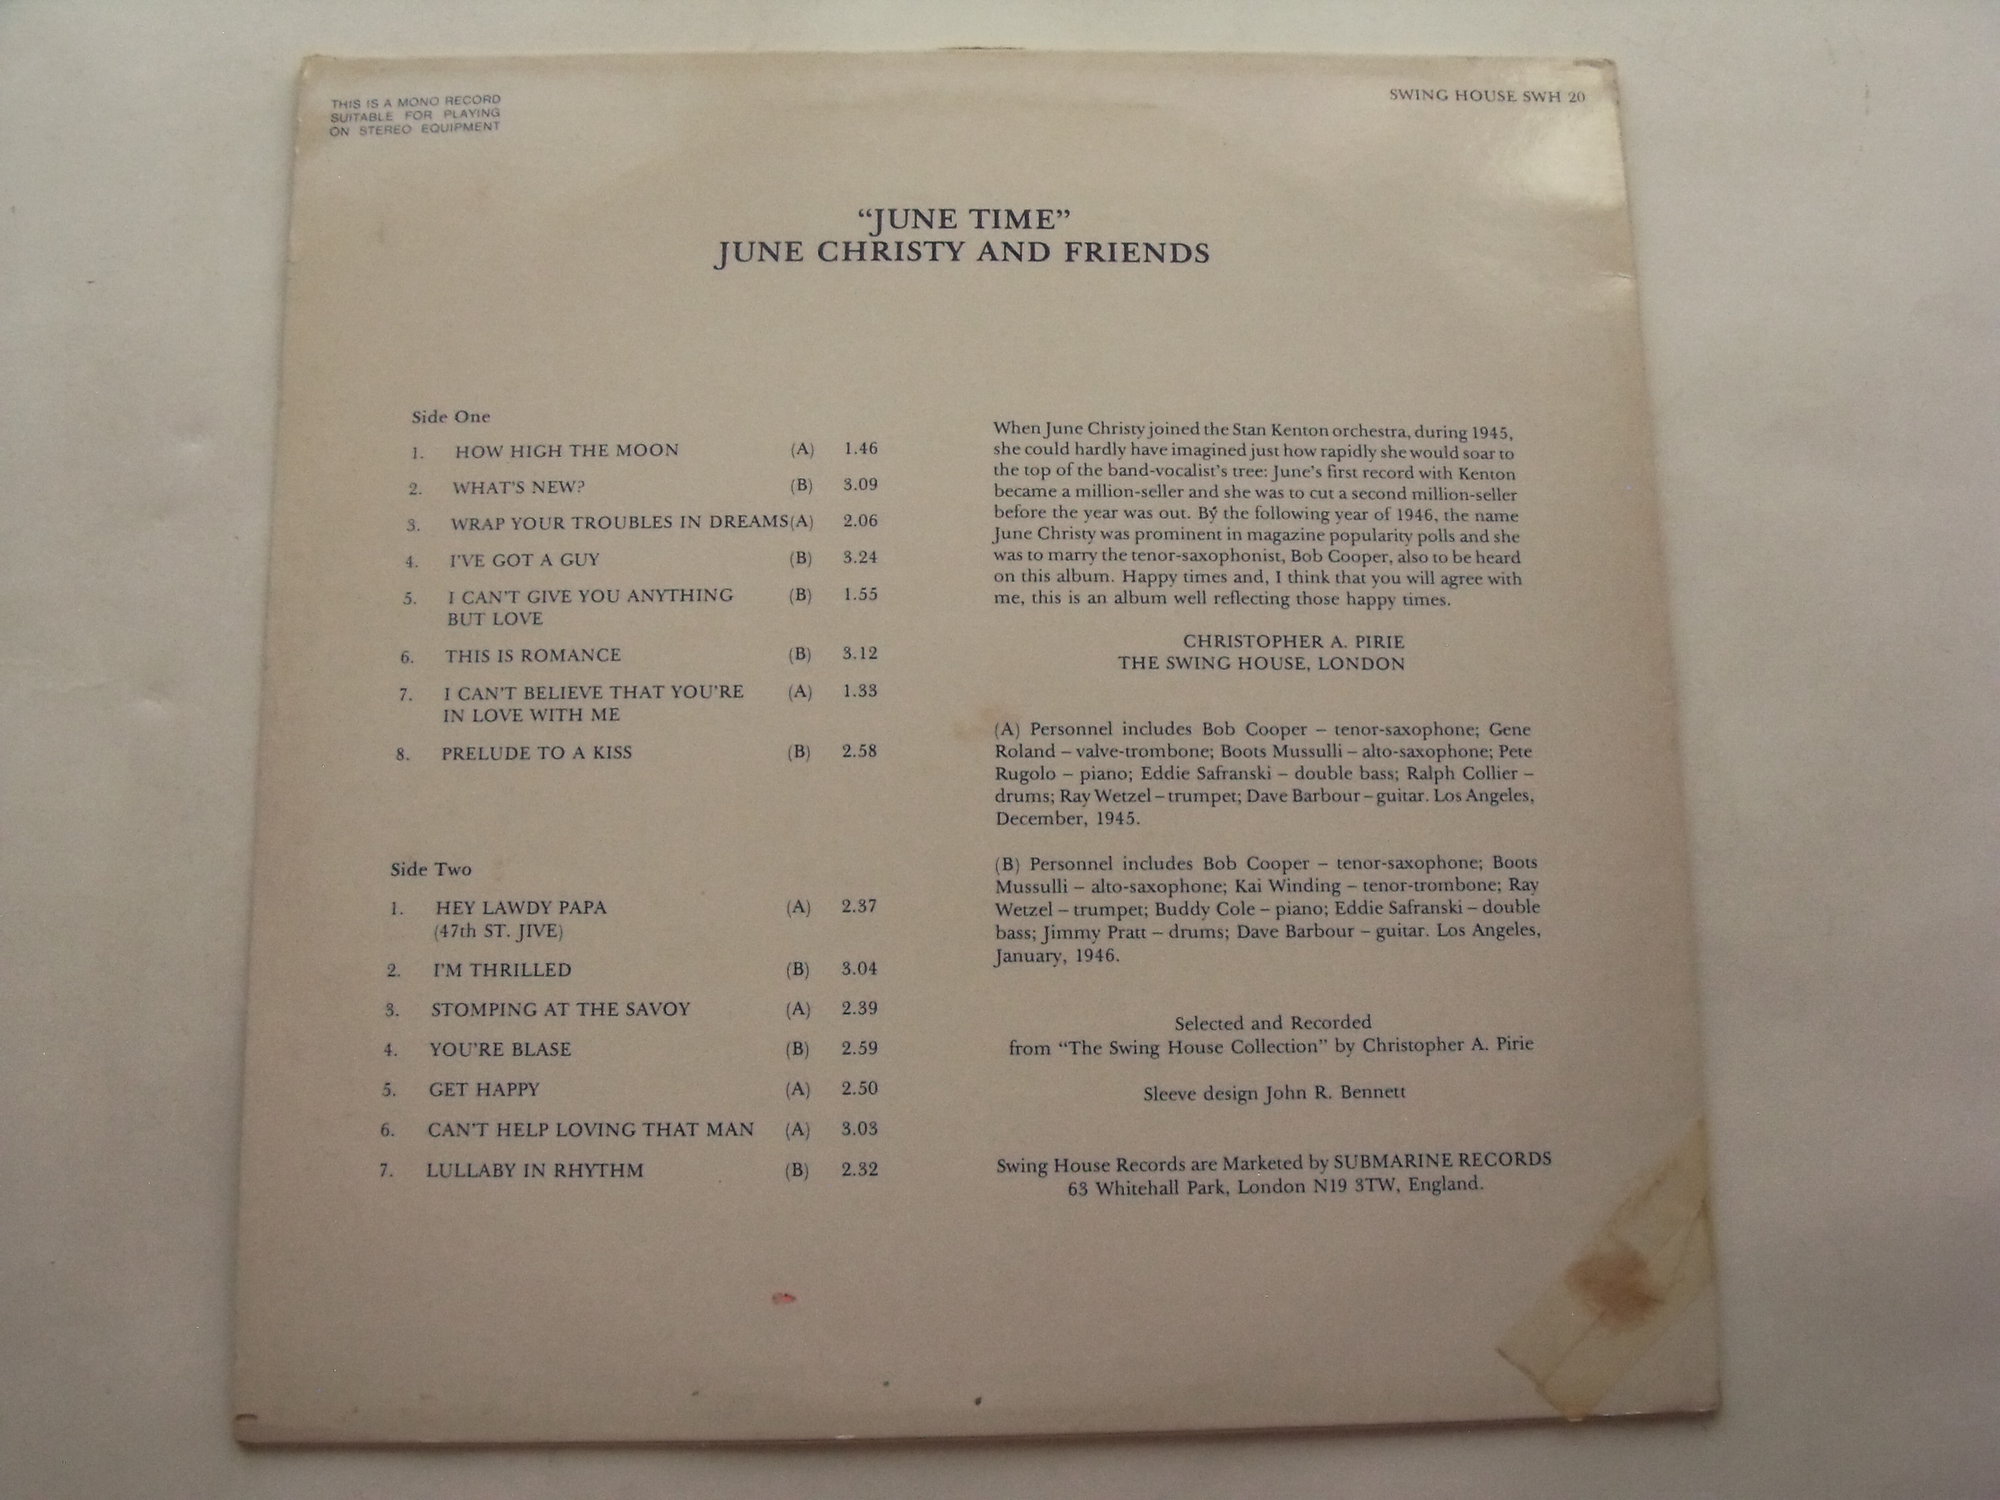 THIS IS A MONO RECORD
SUITABLE FOR PLAYING
ON STEREO EQUIPMENT
SWING HOUSE SWH 20
“JUNE TIME”
JUNE CHRISTY AND FRIENDS
Side One
1. HOW HIGH THE MOON (A) 1.46
2. WHAT'S NEW? (B) 3.09
3. WRAP YOUR TROUBLES IN DREAMS(A) 2.06
4. I'VE GOT A GUY (B) 3.24
5. I CAN'T GIVE YOU ANYTHING (B) 1.55
BUT LOVE
6. THIS IS ROMANCE (B) 3.12
7. I CAN'T BELIEVE THAT YOU'RE (A) 1.33
IN LOVE WITH ME
8. PRELUDE TO A KISS (B) 2.58
Side Two
1. HEY LAWDY PAPA (A) 2.37
(47th ST. JIVE)
2. I'M THRILLED (B) 3.04
3. STOMPING AT THE SAVOY (A) 2.39
4. YOU'RE BLASE (B) 2.59
5. GET HAPPY (A) 2.50
6. CAN'T HELP LOVING THAT MAN (A) 3.03
7. LULLABY IN RHYTHM (B) 2.32
When June Christy joined the Stan Kenton orchestra, during 1945,
she could hardly have imagined just how rapidly she would soar to
the top of the band-vocalist's tree: June's first record with Kenton
became a million-seller and she was to cut a second million-seller
before the year was out. By the following year of 1946, the name
June Christy was prominent in magazine popularity polls and she
was to marry the tenor-saxophonist, Bob Cooper, also to be heard
on this album. Happy times and, I think that you will agree with
me, this is an album well reflecting those happy times.
CHRISTOPHER A. PIRIE
THE SWING HOUSE, LONDON
(A) Personnel includes Bob Cooper – tenor-saxophone; Gene
Roland – valve-trombone; Boots Mussulli – alto-saxophone; Pete
Rugolo – piano; Eddie Safranski – double bass; Ralph Collier –
drums; Ray Wetzel – trumpet; Dave Barbour – guitar. Los Angeles,
December, 1945.
(B) Personnel includes Bob Cooper – tenor-saxophone; Boots
Mussulli – alto-saxophone; Kai Winding – tenor-trombone; Ray
Wetzel – trumpet; Buddy Cole – piano; Eddie Safranski – double
bass; Jimmy Pratt – drums; Dave Barbour – guitar. Los Angeles,
January, 1946.
Selected and Recorded
from “The Swing House Collection” by Christopher A. Pirie
Sleeve design John R. Bennett
Swing House Records are Marketed by SUBMARINE RECORDS
63 Whitehall Park, London N19 3TW, England.